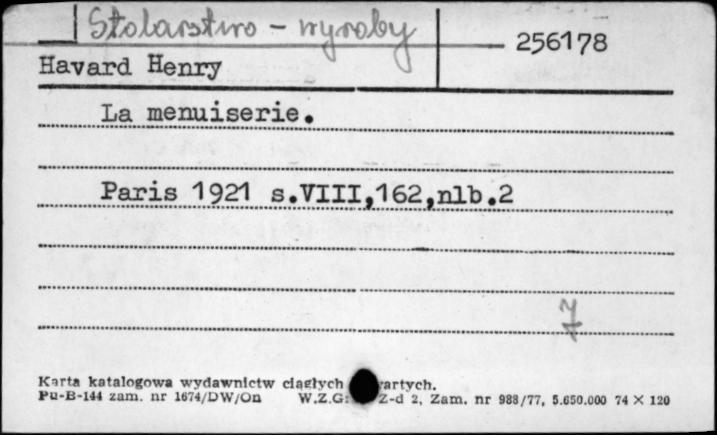 Stolarstwo - wyroby
256178
Havard Henry
La menuiserie.
Paris 1921 s.VIII,162,nlb.2
7
Karta katalogowa wydawnictw ciągłych artych.
Pu-B-144 zam. nr 1674/DW/On W.Z.G. Z-d 2, Zam. nr 988/77, 5.650.000 74 X 120